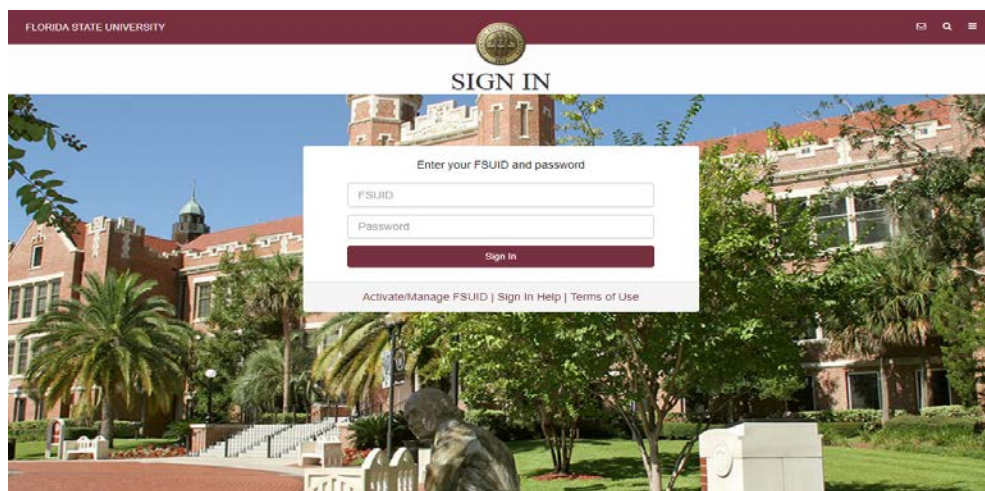 FLORIDA STATE UNIVERSITY
SIGN IN
Enter your FSUID and password
FSUID
Password
Sign In
Activate/Manage FSUID | Sign In Help | Terms of Use